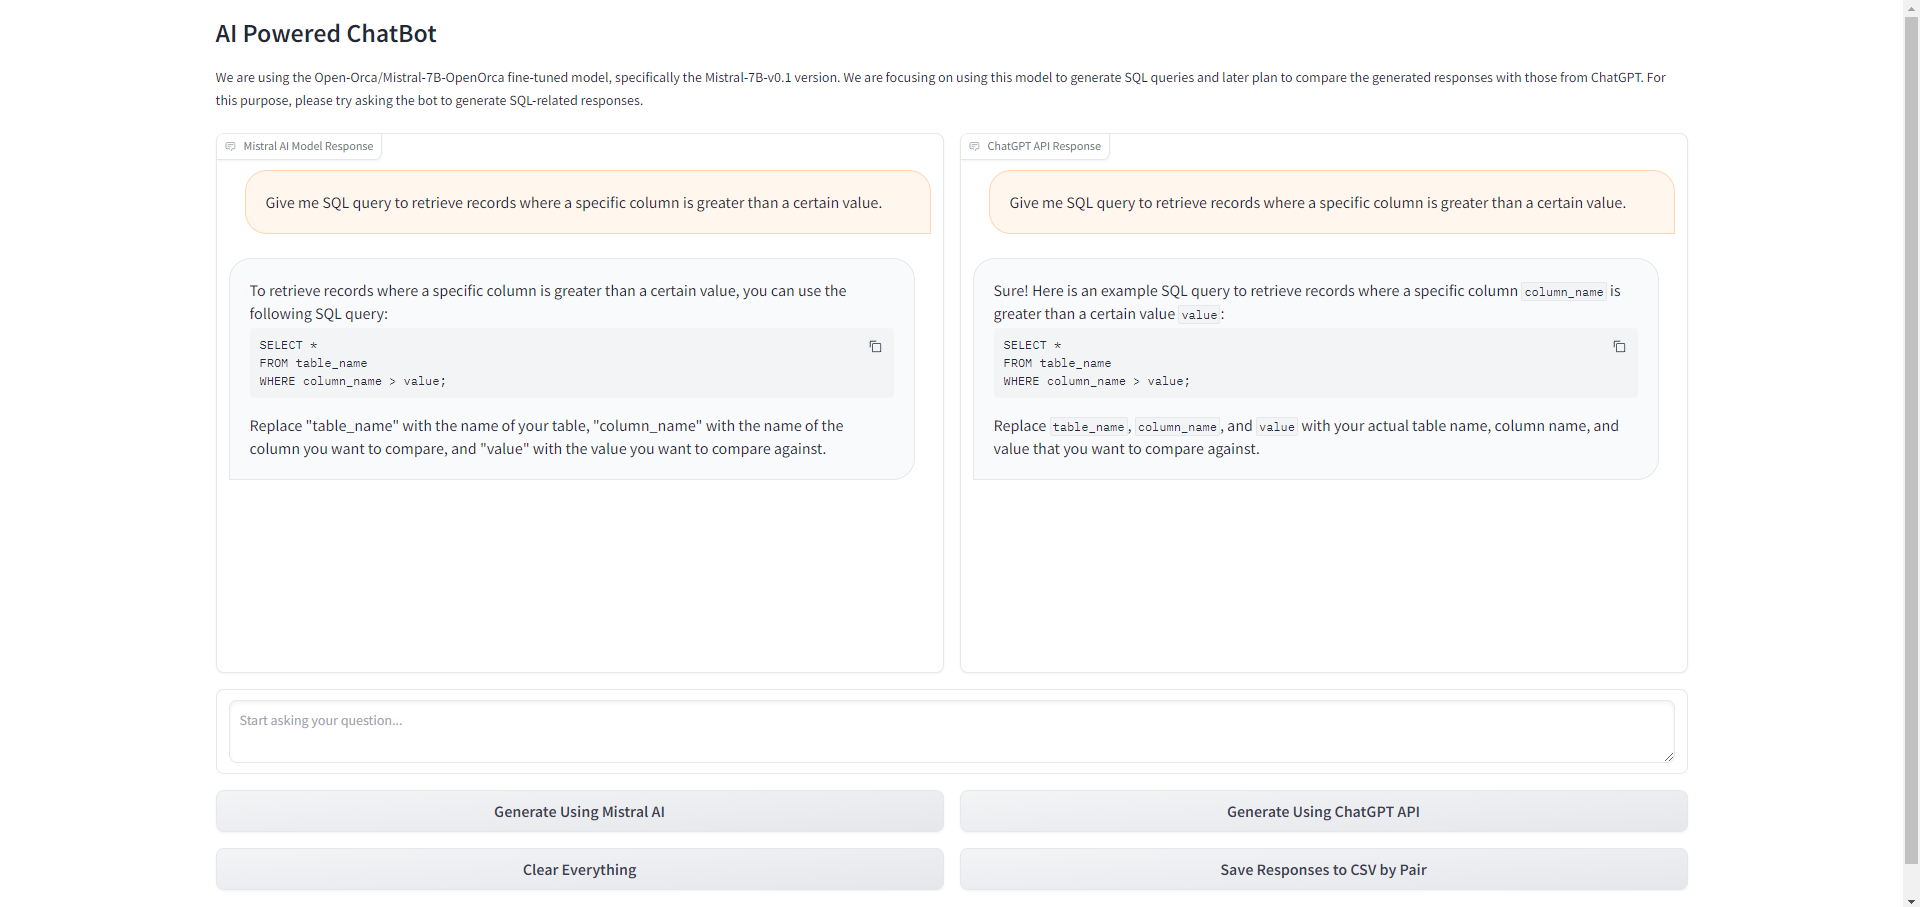 AI Powered ChatBot
We are using the Open-Orca/Mistral-7B-OpenOrca fine-tuned model, specifically the Mistral-7B-v0.1 version. We are focusing on using this model to generate SQL queries and later plan to compare the generated responses with those from ChatGPT. For
this purpose, please try asking the bot to generate SQL-related responses.
Mistral AI Model Response
Give me SQL query to retrieve records where a specific column is greater than a certain value.
To retrieve records where a specific column is greater than a certain value, you can use the
following SQL query:
SELECT *
FROM table_name
WHERE column_name > value;
Replace "table_name" with the name of your table, "column_name" with the name of the
column you want to compare, and "value" with the value you want to compare against.
ChatGPT API Response
Give me SQL query to retrieve records where a specific column is greater than a certain value.
Sure! Here is an example SQL query to retrieve records where a specific column column_name is
greater than a certain value value:
SELECT *
FROM table_name
WHERE column_name > value;
Replace table_name, column_name, and value with your actual table name, column name, and
value that you want to compare against.
Start asking your question...
Generate Using Mistral AI
Generate Using ChatGPT API
Clear Everything
Save Responses to CSV by Pair